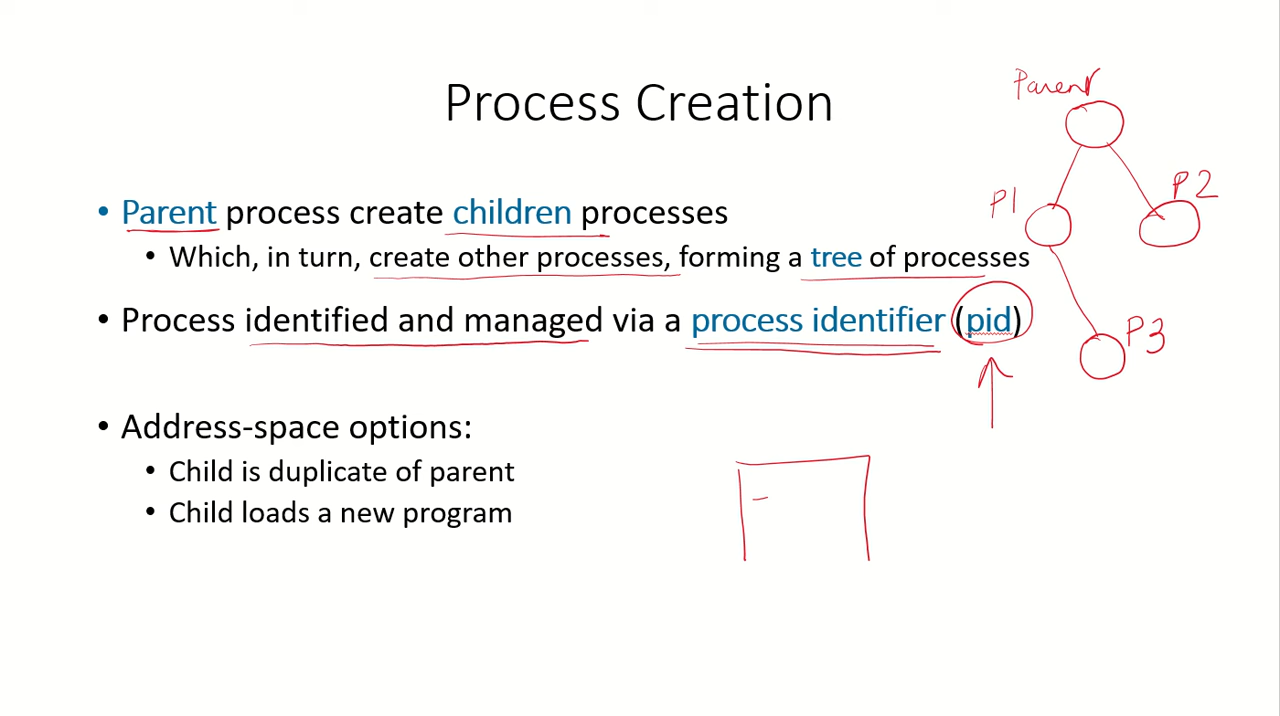 Process Creation
Parent
• Parent process create children processes
P1
P2
• Which, in turn, create other processes, forming a tree of processes
• Process identified and managed via a process identifier (pid)
P3
• Address-space options:
• Child is duplicate of parent
• Child loads a new program